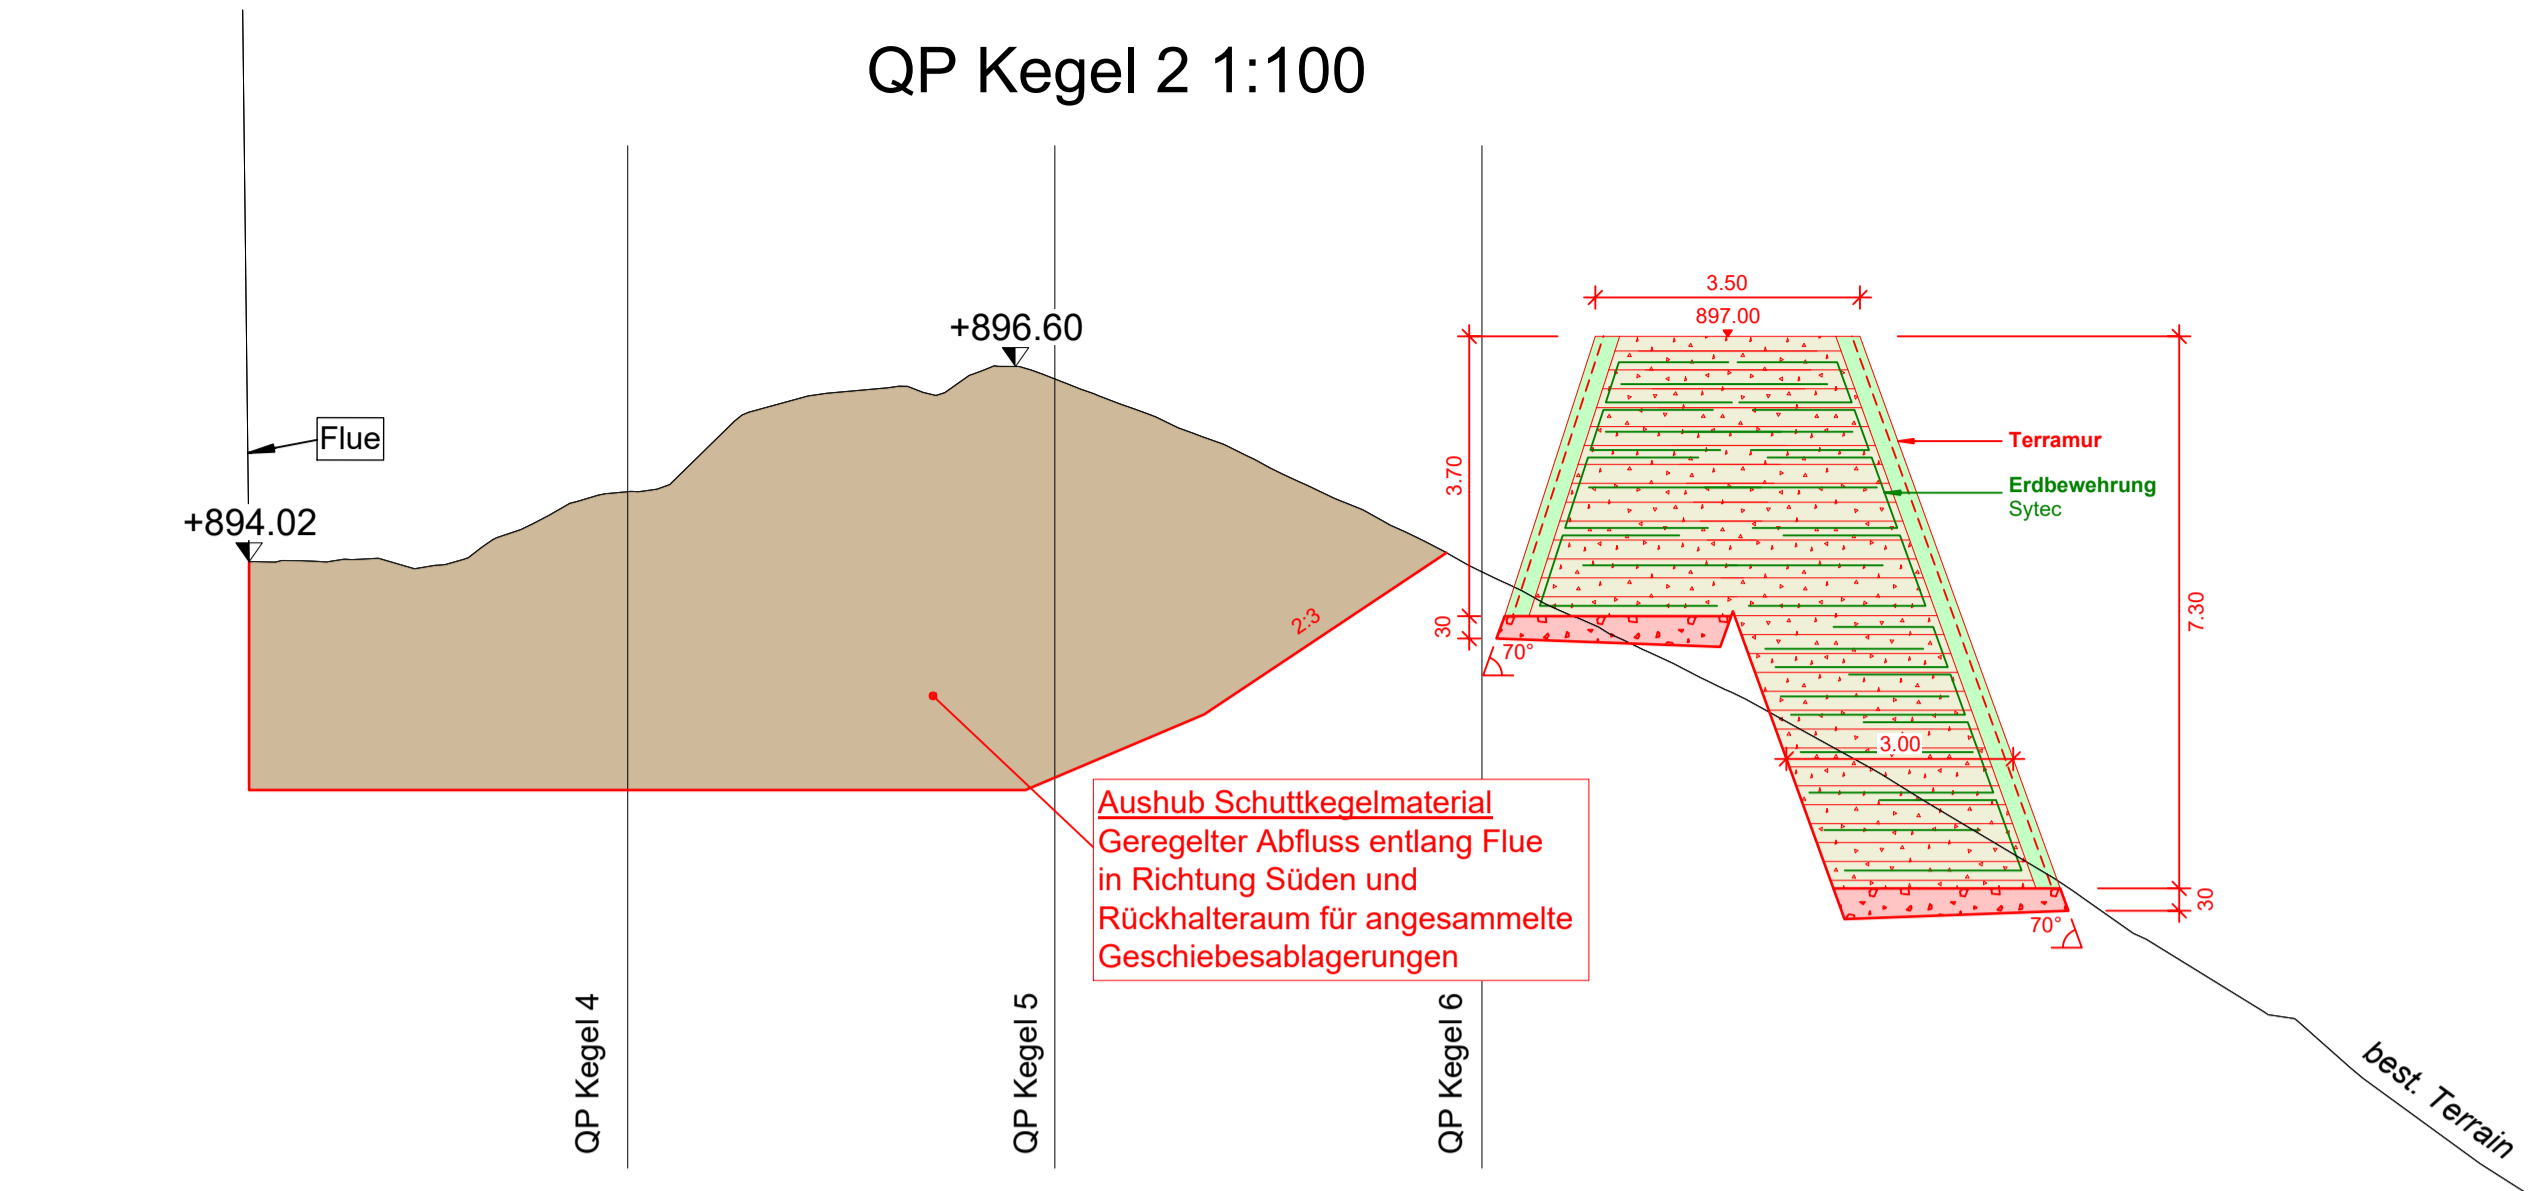 QP Kegel 2 1:100
3.50
897.00
+896.60
Flue
+894.02
Terramur
Erdbewehrung
Sytec
3.70
30
70°
2:3
7.30
3.00
30
70°
Aushub Schuttkegelmaterial
Geregelter Abfluss entlang Flue
in Richtung Süden und
Rückhalteraum für angesammelte
Geschiebesablagerungen
QP Kegel 4
QP Kegel 5
QP Kegel 6
best. Terrain